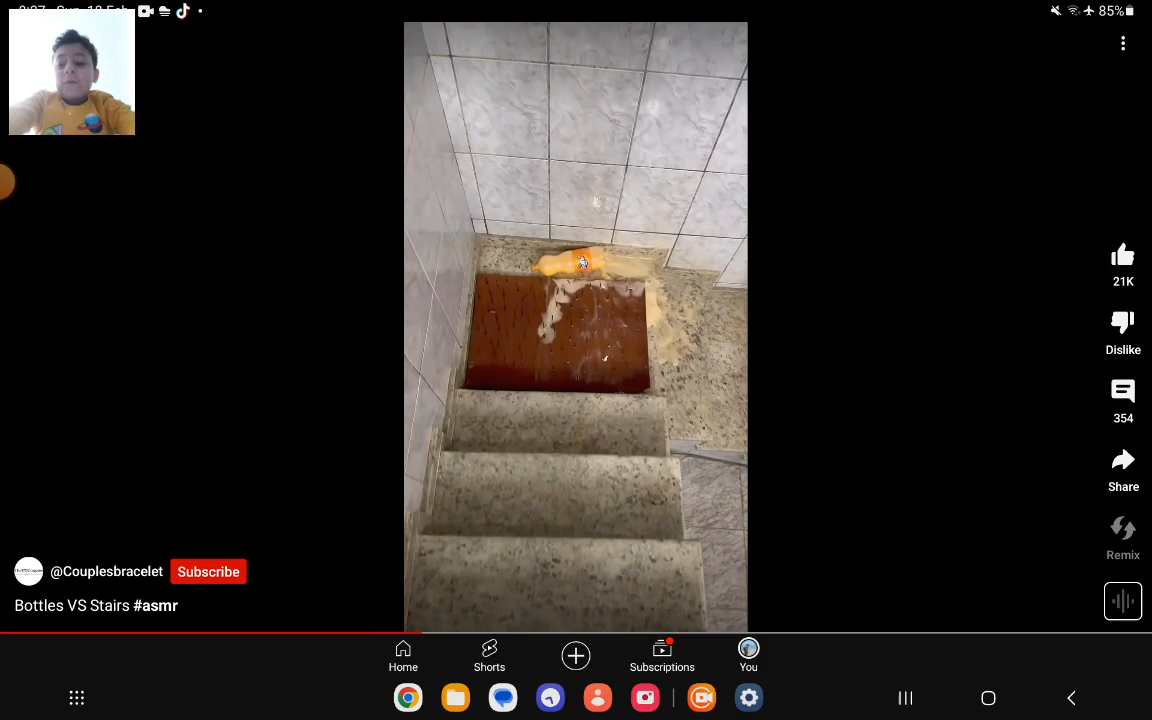 85%
21K
Dislike
354
Share
Remix
@Couplesbracelet Subscribe
Bottles VS Stairs #asmr
Home Shorts Subscriptions You